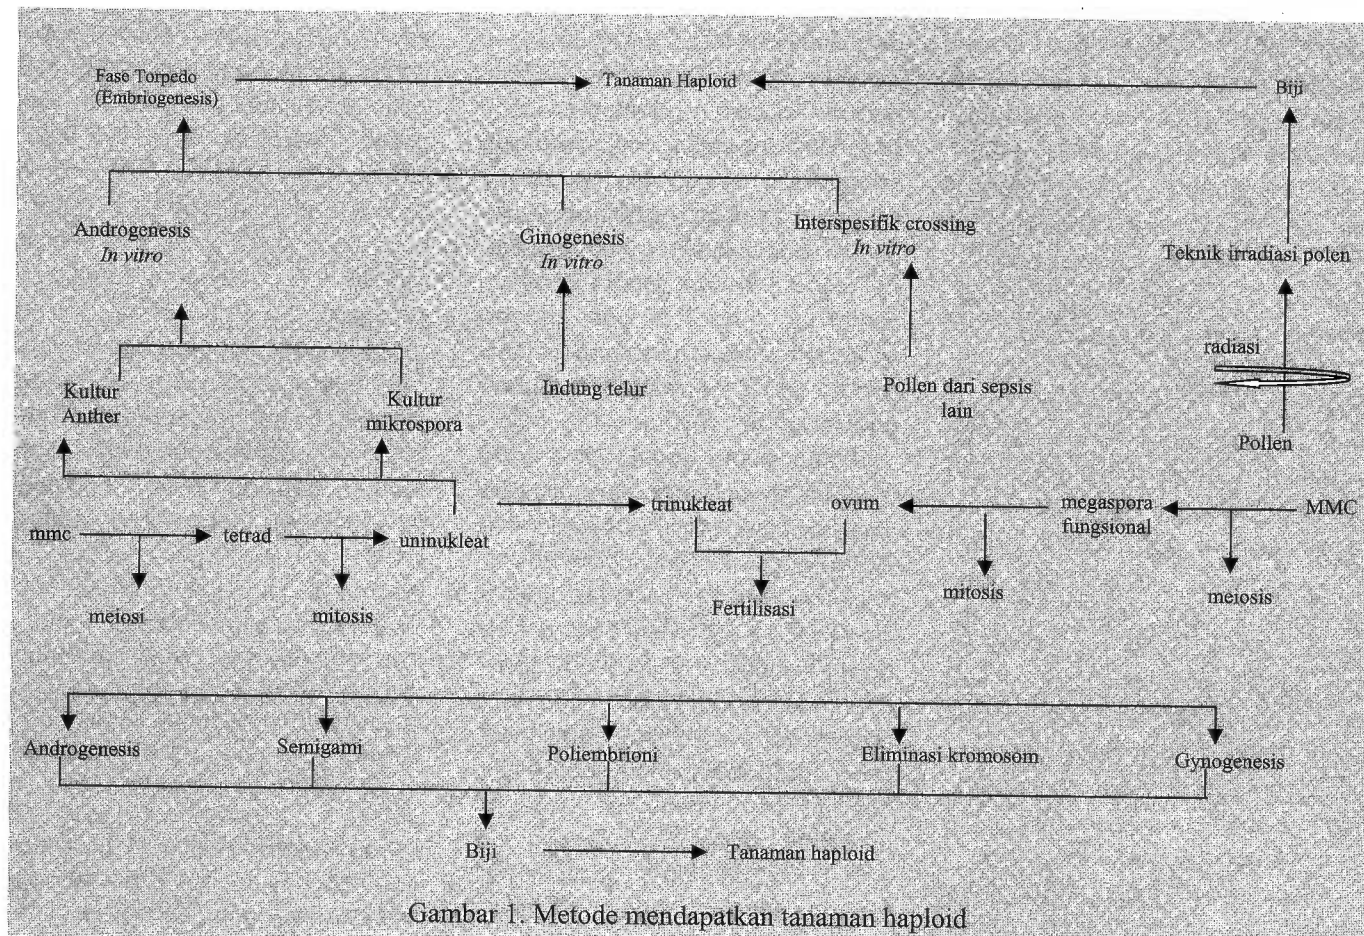 Fase Torpedo
(Embriogenesis)
Tanaman Haploid
Biji
Androgenesis
In vitro
Ginogenesis
In vitro
Interspesifik crossing
In vitro
Teknik irradiasi polen
radiasi
Kultur
Anther
Kultur
mikrospora
Indung telur
Pollen dari sepsis
lain
Pollen
mmc
tetrad
uninukleat
trinukleat
ovum
megaspora
fungsional
MMC
meiosi
mitosis
Fertilisasi
mitosis
meiosis
Androgenesis
Semigami
Poliembrioni
Eliminasi kromosom
Gynogenesis
Biji
Tanaman haploid
Gambar 1. Metode mendapatkan tanaman haploid